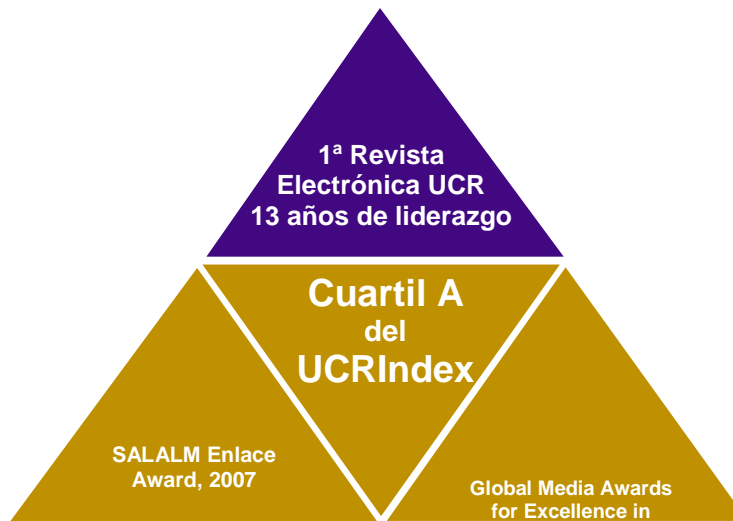 1ª Revista
Electrónica UCR
13 años de liderazgo
Cuartil A
del
UCRIndex
SALALM Enlace
Award, 2007
Global Media Awards
for Excellence in